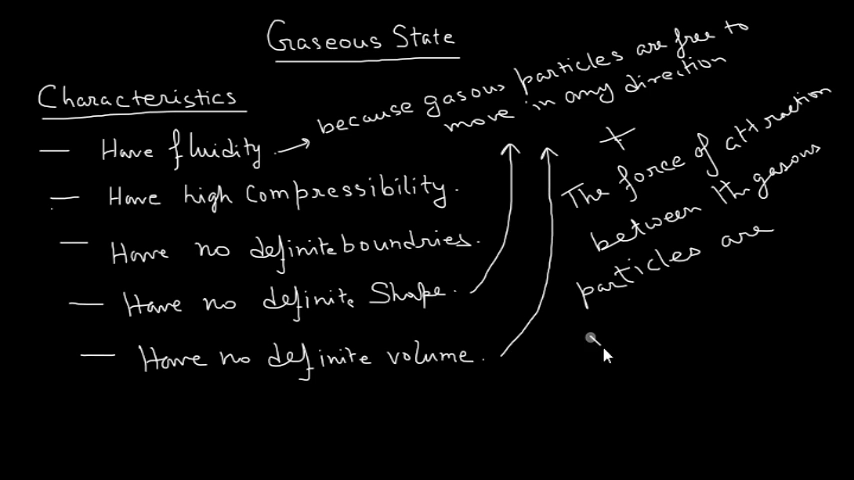 Gaseous State
Characteristics
— Have fluidity → because gasous particles are free to
move in any direction
— Have high Compressibility.
— Have no definite boundries.
— Have no definite Shape.
— Have no definite volume.
+
The force of attraction
between the gasous
particles are